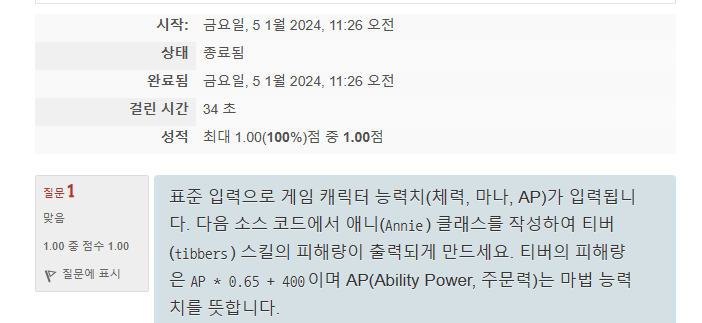 시작: 금요일, 5 1월 2024, 11:26 오전
상태 종료됨
완료됨 금요일, 5 1월 2024, 11:26 오전
걸린 시간 34 초
성적 최대 1.00(100%)점 중 1.00점
질문 1
맞음
1.00 중 점수 1.00
질문에 표시
표준 입력으로 게임 캐릭터 능력치(체력, 마나, AP)가 입력됩니
다. 다음 소스 코드에서 애니(Annie) 클래스를 작성하여 티버
(tibbers) 스킬의 피해량이 출력되게 만드세요. 티버의 피해량
은 AP * 0.65 + 400이며 AP(Ability Power, 주문력)는 마법 능력
치를 뜻합니다.